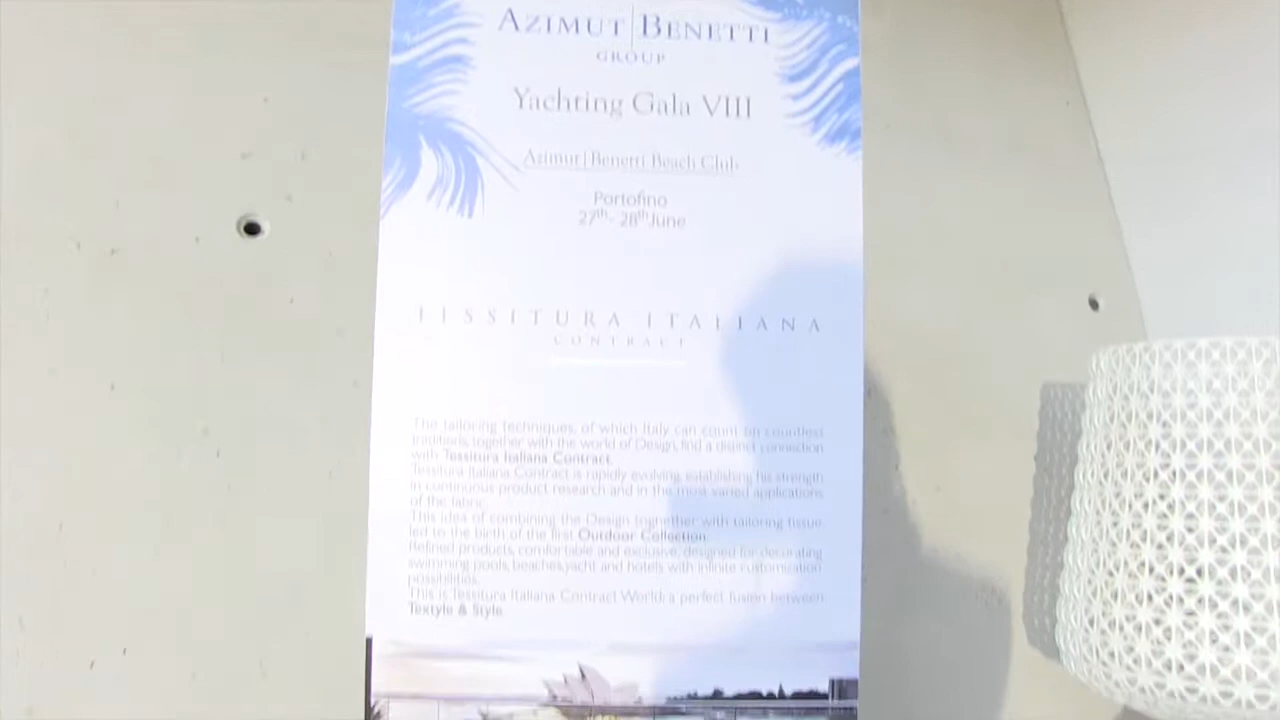 AZIMUT|BENETTI
GROUP
Yachting Gala VIII
Azimut|Benetti Beach Club
Portofino
27th- 28th June
TESSITURA ITALIANA
CONTRACT
The tailoring techniques, of which Italy can count on countless
traditions, together with the world of Design, find a distinct connection
with Tessitura Italiana Contract.
Tessitura Italiana Contract is rapidly evolving, establishing his strength
in continuous product research and in the most varied applications
of the fabric.
This idea of combining the Design tognether with tailoring tissue,
led to the birth of the first Outdoor Collection.
Refined products, comfortable and exclusive, designed for decorating
swimming pools, beaches,yacht and hotels with infinite customization
possibilities.
This is Tessitura Italiana Contract World: a perfect fusion between
Textyle & Style.